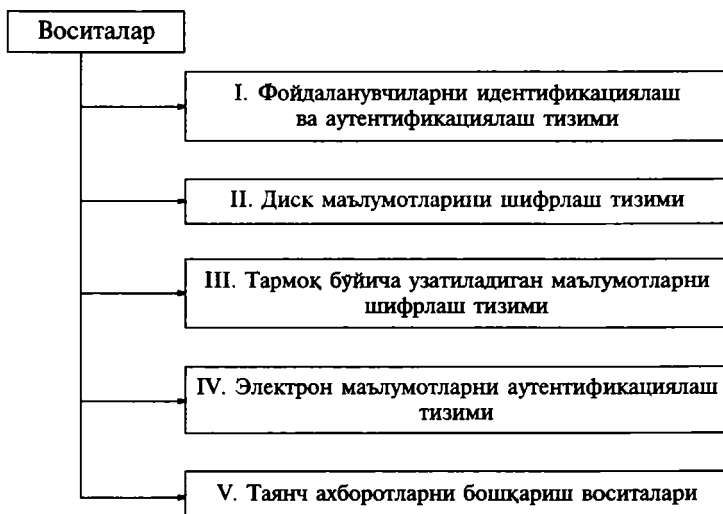 Воситалар
I. Фойдаланувчиларни идентификациялаш
ва аутентификациялаш тизими
II. Диск маълумотларини шифрлаш тизими
III. Тармоқ бўйича узатиладиган маълумотларни
шифрлаш тизими
IV. Электрон маълумотларни аутентификациялаш
тизими
V. Таянч ахборотларни бошқариш воситалари